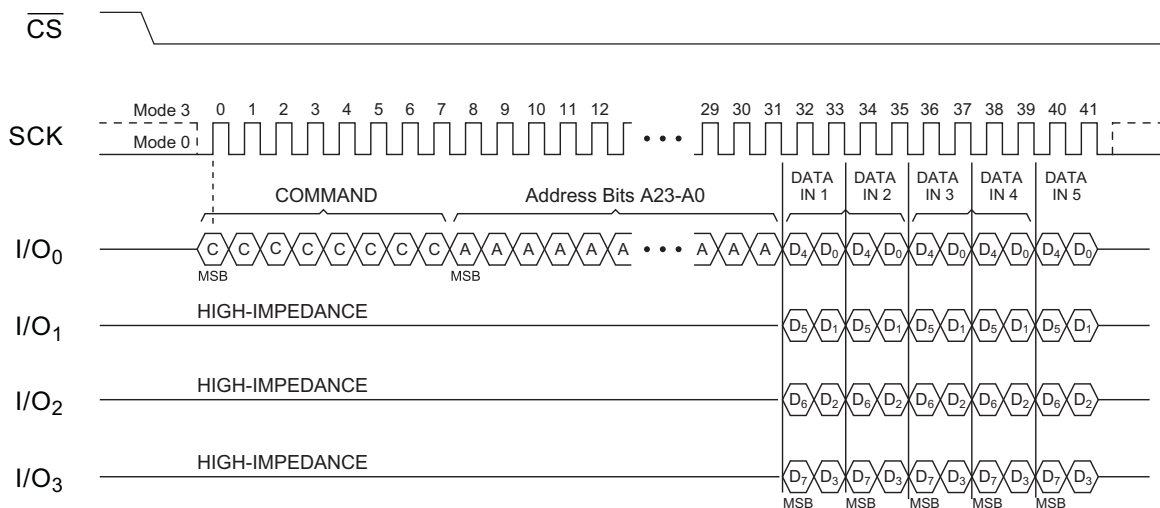 CS
Mode 3 0 1 2 3 4 5 6 7 8 9 10 11 12 29 30 31 32 33 34 35 36 37 38 39 40 41
SCK Mode 0 • • •
COMMAND Address Bits A23-A0 DATA IN 1 DATA IN 2 DATA IN 3 DATA IN 4 DATA IN 5
I/O₀ C C C C C C C C A A A A A A • • • A A A D₄ D₀ D₄ D₀ D₄ D₀ D₄ D₀ D₄ D₀
MSB MSB
HIGH-IMPEDANCE
I/O₁ D₅ D₁ D₅ D₁ D₅ D₁ D₅ D₁ D₅ D₁
HIGH-IMPEDANCE
I/O₂ D₆ D₂ D₆ D₂ D₆ D₂ D₆ D₂ D₆ D₂
HIGH-IMPEDANCE
I/O₃ D₇ D₃ D₇ D₃ D₇ D₃ D₇ D₃ D₇ D₃
MSB MSB MSB MSB MSB